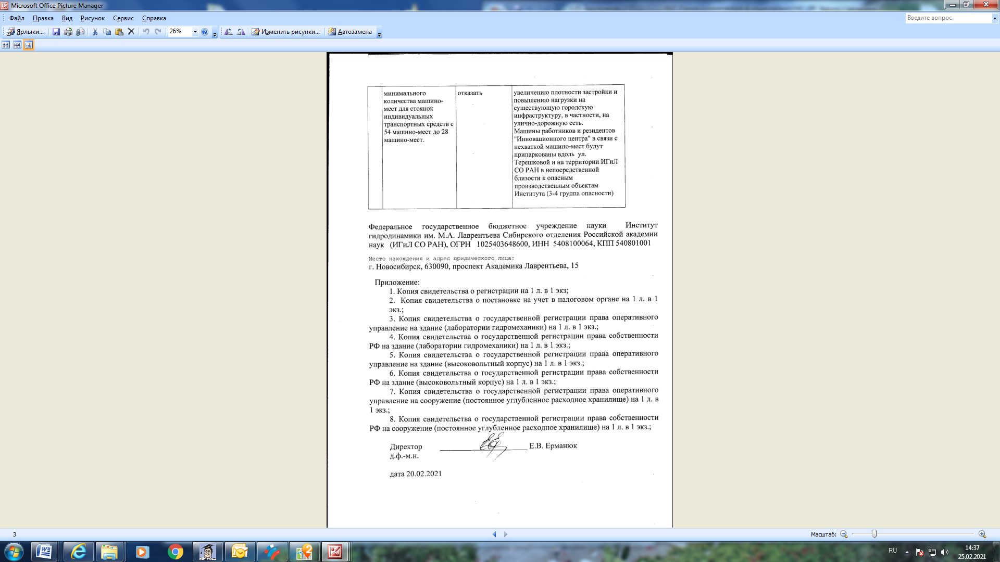 Microsoft Office Picture Manager
Файл Правка Вид Рисунок Сервис Справка
Введите вопрос
Ярлыки... 26% Изменить рисунки... Автозамена
минимального
количества машино-
мест для стоянок
индивидуальных
транспортных средств с
54 машино-мест до 28
машино-мест.
отказать
увеличению плотности застройки и
повышению нагрузки на
существующую городскую
инфраструктуру, в частности, на
улично-дорожную сеть.
Машины работников и резидентов
"Инновационного центра" в связи с
нехваткой машино-мест будут
припаркованы вдоль ул.
Терешковой и на территории ИГиЛ
СО РАН в непосредственной
близости к опасным
производственным объектам
Института (3-4 группа опасности)
Федеральное государственное бюджетное учреждение науки Институт
гидродинамики им. М.А. Лаврентьева Сибирского отделения Российской академии
наук (ИГиЛ СО РАН), ОГРН 1025403648600, ИНН 5408100064, КПП 540801001
Место нахождения и адрес юридического лица:
г. Новосибирск, 630090, проспект Академика Лаврентьева, 15
Приложение:
1. Копия свидетельства о регистрации на 1 л. в 1 экз;
2. Копия свидетельства о постановке на учет в налоговом органе на 1 л. в 1
экз.;
3. Копия свидетельства о государственной регистрации права оперативного
управление на здание (лаборатории гидромеханики) на 1 л. в 1 экз.;
4. Копия свидетельства о государственной регистрации права собственности
РФ на здание (лаборатории гидромеханики) на 1 л. в 1 экз.;
5. Копия свидетельства о государственной регистрации права оперативного
управление на здание (высоковольтный корпус) на 1 л. в 1 экз.;
6. Копия свидетельства о государственной регистрации права собственности
РФ на здание (высоковольтный корпус) на 1 л. в 1 экз.;
7. Копия свидетельства о государственной регистрации права оперативного
управление на сооружение (постоянное углубленное расходное хранилище) на 1 л. в
1 экз.;
8. Копия свидетельства о государственной регистрации права собственности
РФ на сооружение (постоянное углубленное расходное хранилище) на 1 л. в 1 экз.;
Директор Е.В. Ерманюк
д.ф.-м.н.
дата 20.02.2021
3
Масштаб:
RU
14:37
25.02.2021